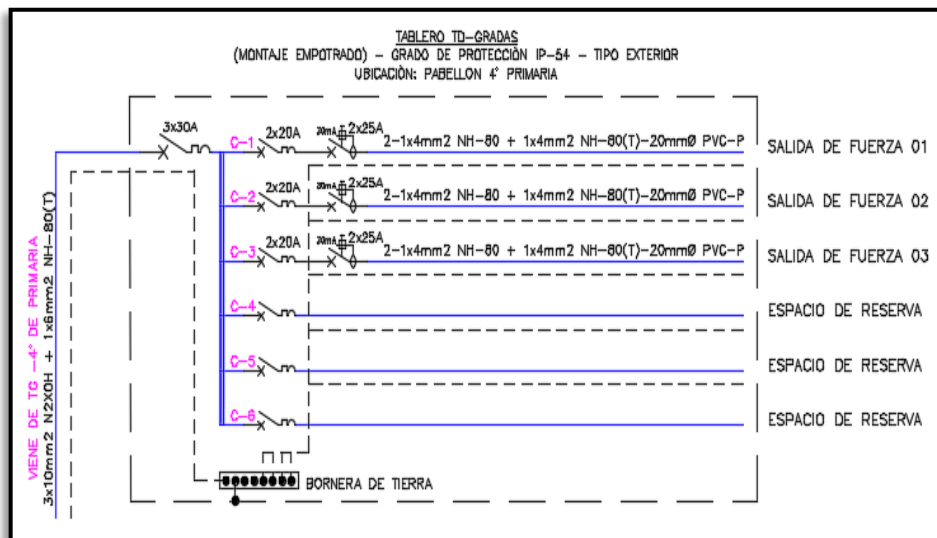 TABLERO TD-GRADAS
(MONTAJE EMPOTRADO) - GRADO DE PROTECCIÒN IP-54 - TIPO EXTERIOR
UBICACIÒN: PABELLON 4° PRIMARIA
3x30A
C-1
2x20A
30mA
2x25A
2-1x4mm2 NH-80 + 1x4mm2 NH-80(T)-20mmØ PVC-P
SALIDA DE FUERZA 01
C-2
2x20A
30mA
2x25A
2-1x4mm2 NH-80 + 1x4mm2 NH-80(T)-20mmØ PVC-P
SALIDA DE FUERZA 02
C-3
2x20A
30mA
2x25A
2-1x4mm2 NH-80 + 1x4mm2 NH-80(T)-20mmØ PVC-P
SALIDA DE FUERZA 03
C-4
ESPACIO DE RESERVA
C-5
ESPACIO DE RESERVA
C-6
ESPACIO DE RESERVA
BORNERA DE TIERRA
VIENE DE TG -4° DE PRIMARIA
3x10mm2 N2XOH + 1x6mm2 NH-80(T)